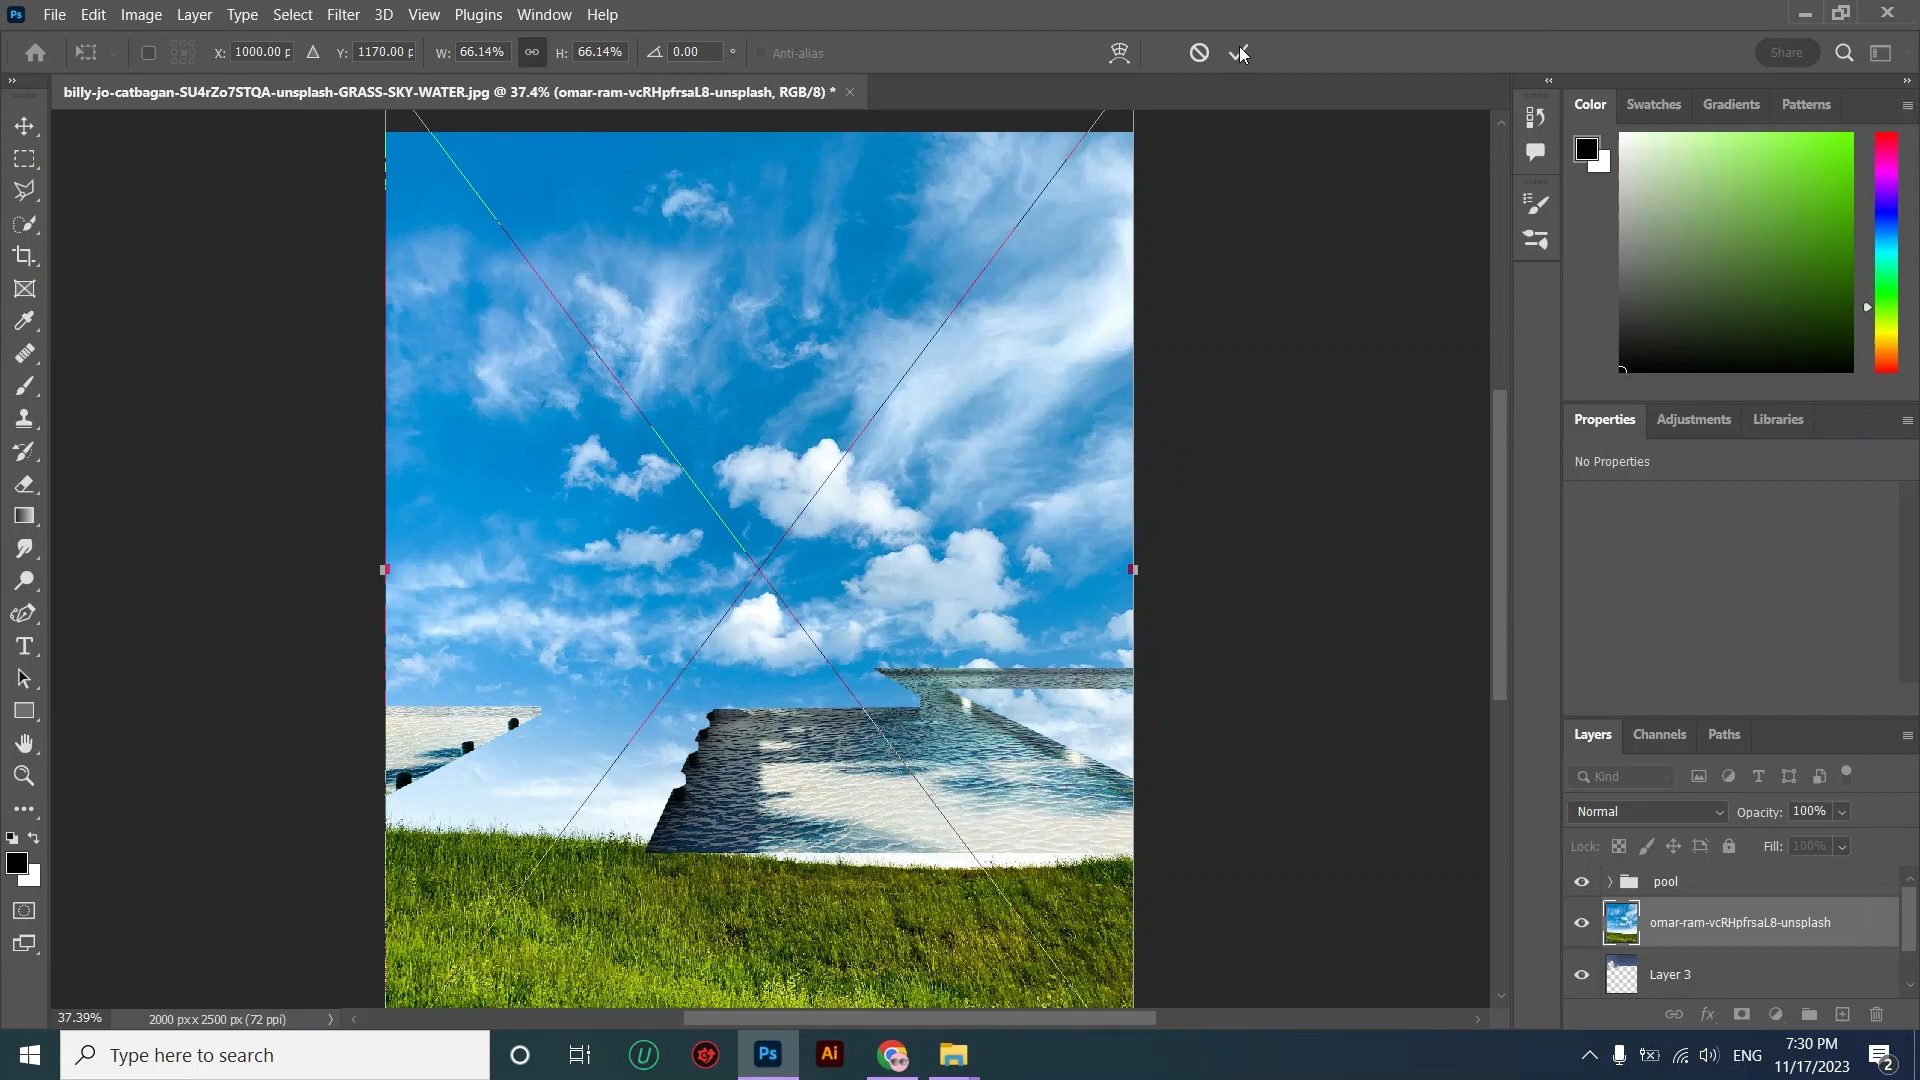 Ps File Edit Image Layer Type Select Filter 3D View Plugins Window Help
X: 1000.00 p Y: 1170.00 p W: 66.14% H: 66.14% 0.00 ° Anti-alias Share
billy-jo-catbagan-SU4rZo7STQA-unsplash-GRASS-SKY-WATER.jpg @ 37.4% (omar-ram-vcRHpfrsaL8-unsplash, RGB/8) *
Color Swatches Gradients Patterns
Properties Adjustments Libraries
No Properties
Layers Channels Paths
Kind
Normal Opacity: 100%
Lock: Fill: 100%
pool
omar-ram-vcRHpfrsaL8-unsplash
Layer 3
37.39% 2000 px x 2500 px (72 ppi)
Type here to search
Ps Ai
ENG
7:30 PM
11/17/2023
2